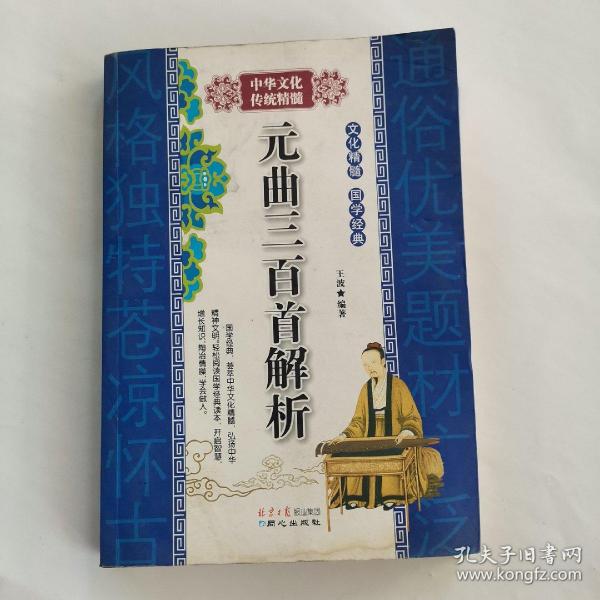 中华文化
传统精髓
元曲三百首解析
文化精髓 国学经典
王波★编著
国学经典,荟萃中华文化精髓,弘扬中华
精神文明。轻松阅读国学经典读本,开启智慧,
增长知识,陶冶情操,学会做人。
通俗优美题材广泛
风格独特苍凉怀古
北京日报报业集团
同心出版社
孔夫子旧书网
www.kongfz.com